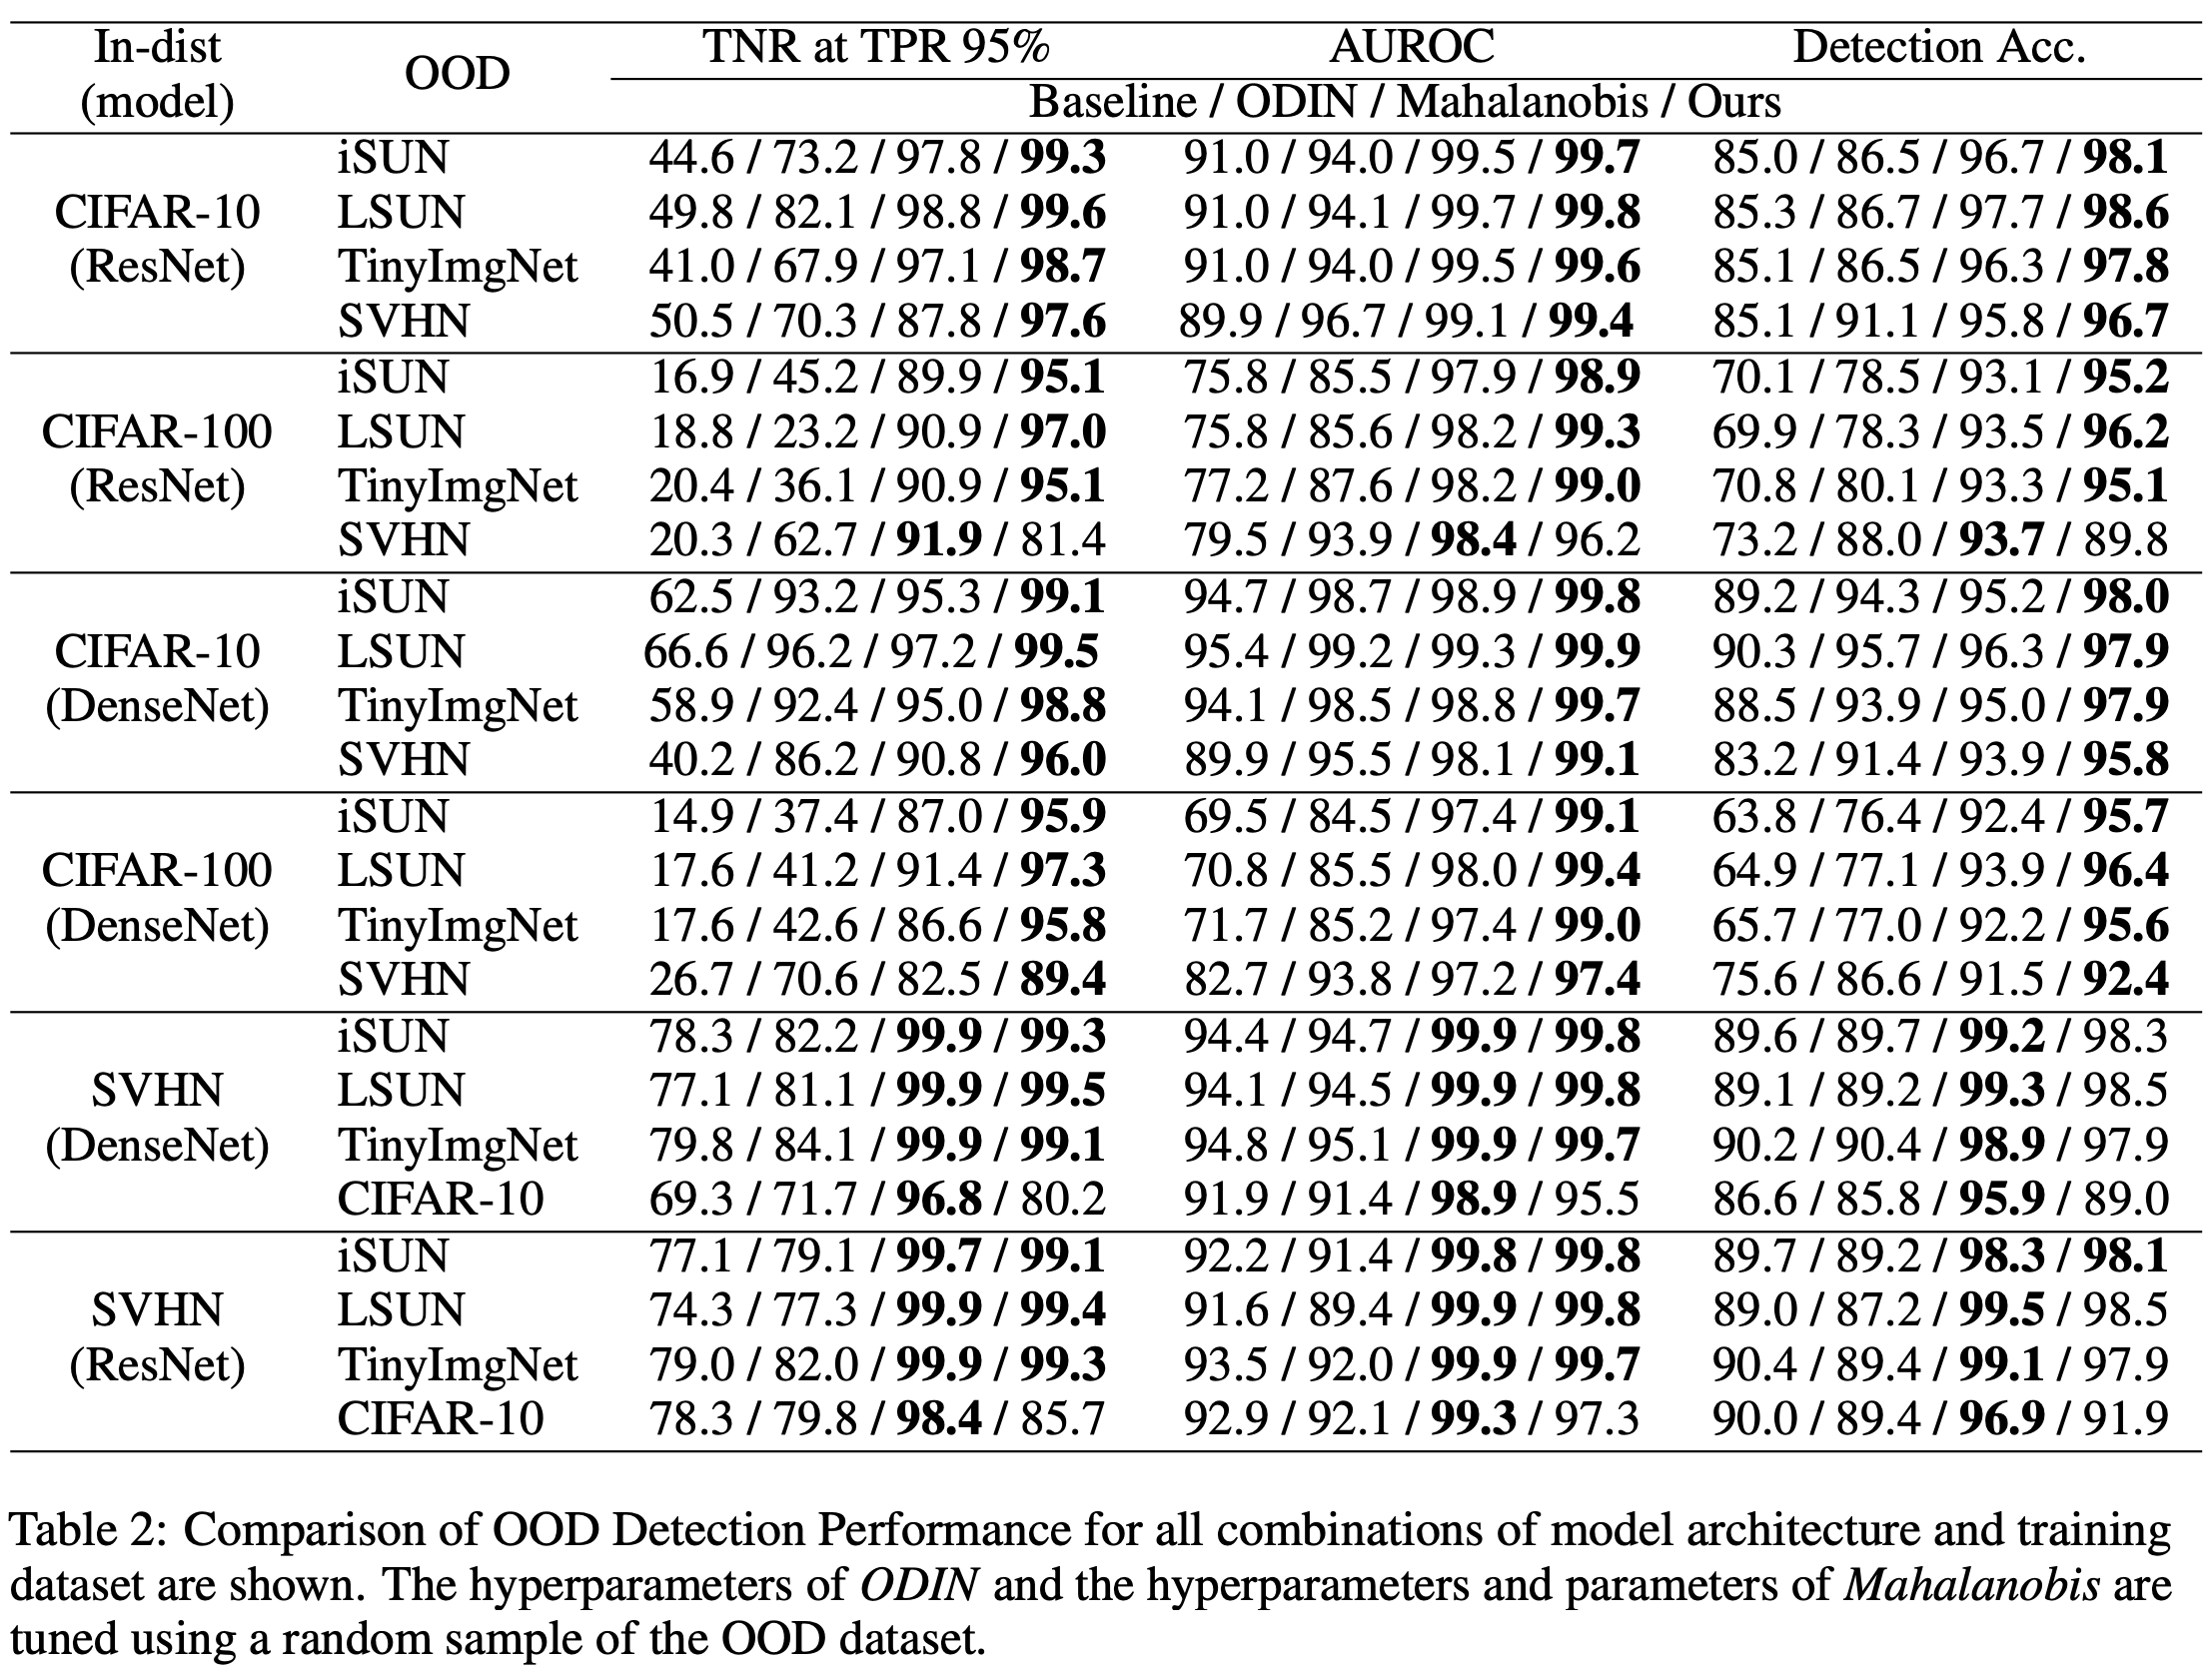 In-dist OOD TNR at TPR 95% AUROC Detection Acc.
(model) Baseline / ODIN / Mahalanobis / Ours
iSUN 44.6 / 73.2 / 97.8 / 99.3 91.0 / 94.0 / 99.5 / 99.7 85.0 / 86.5 / 96.7 / 98.1
CIFAR-10 LSUN 49.8 / 82.1 / 98.8 / 99.6 91.0 / 94.1 / 99.7 / 99.8 85.3 / 86.7 / 97.7 / 98.6
(ResNet) TinyImgNet 41.0 / 67.9 / 97.1 / 98.7 91.0 / 94.0 / 99.5 / 99.6 85.1 / 86.5 / 96.3 / 97.8
SVHN 50.5 / 70.3 / 87.8 / 97.6 89.9 / 96.7 / 99.1 / 99.4 85.1 / 91.1 / 95.8 / 96.7
iSUN 16.9 / 45.2 / 89.9 / 95.1 75.8 / 85.5 / 97.9 / 98.9 70.1 / 78.5 / 93.1 / 95.2
CIFAR-100 LSUN 18.8 / 23.2 / 90.9 / 97.0 75.8 / 85.6 / 98.2 / 99.3 69.9 / 78.3 / 93.5 / 96.2
(ResNet) TinyImgNet 20.4 / 36.1 / 90.9 / 95.1 77.2 / 87.6 / 98.2 / 99.0 70.8 / 80.1 / 93.3 / 95.1
SVHN 20.3 / 62.7 / 91.9 / 81.4 79.5 / 93.9 / 98.4 / 96.2 73.2 / 88.0 / 93.7 / 89.8
iSUN 62.5 / 93.2 / 95.3 / 99.1 94.7 / 98.7 / 98.9 / 99.8 89.2 / 94.3 / 95.2 / 98.0
CIFAR-10 LSUN 66.6 / 96.2 / 97.2 / 99.5 95.4 / 99.2 / 99.3 / 99.9 90.3 / 95.7 / 96.3 / 97.9
(DenseNet) TinyImgNet 58.9 / 92.4 / 95.0 / 98.8 94.1 / 98.5 / 98.8 / 99.7 88.5 / 93.9 / 95.0 / 97.9
SVHN 40.2 / 86.2 / 90.8 / 96.0 89.9 / 95.5 / 98.1 / 99.1 83.2 / 91.4 / 93.9 / 95.8
iSUN 14.9 / 37.4 / 87.0 / 95.9 69.5 / 84.5 / 97.4 / 99.1 63.8 / 76.4 / 92.4 / 95.7
CIFAR-100 LSUN 17.6 / 41.2 / 91.4 / 97.3 70.8 / 85.5 / 98.0 / 99.4 64.9 / 77.1 / 93.9 / 96.4
(DenseNet) TinyImgNet 17.6 / 42.6 / 86.6 / 95.8 71.7 / 85.2 / 97.4 / 99.0 65.7 / 77.0 / 92.2 / 95.6
SVHN 26.7 / 70.6 / 82.5 / 89.4 82.7 / 93.8 / 97.2 / 97.4 75.6 / 86.6 / 91.5 / 92.4
iSUN 78.3 / 82.2 / 99.9 / 99.3 94.4 / 94.7 / 99.9 / 99.8 89.6 / 89.7 / 99.2 / 98.3
SVHN LSUN 77.1 / 81.1 / 99.9 / 99.5 94.1 / 94.5 / 99.9 / 99.8 89.1 / 89.2 / 99.3 / 98.5
(DenseNet) TinyImgNet 79.8 / 84.1 / 99.9 / 99.1 94.8 / 95.1 / 99.9 / 99.7 90.2 / 90.4 / 98.9 / 97.9
CIFAR-10 69.3 / 71.7 / 96.8 / 80.2 91.9 / 91.4 / 98.9 / 95.5 86.6 / 85.8 / 95.9 / 89.0
iSUN 77.1 / 79.1 / 99.7 / 99.1 92.2 / 91.4 / 99.8 / 99.8 89.7 / 89.2 / 98.3 / 98.1
SVHN LSUN 74.3 / 77.3 / 99.9 / 99.4 91.6 / 89.4 / 99.9 / 99.8 89.0 / 87.2 / 99.5 / 98.5
(ResNet) TinyImgNet 79.0 / 82.0 / 99.9 / 99.3 93.5 / 92.0 / 99.9 / 99.7 90.4 / 89.4 / 99.1 / 97.9
CIFAR-10 78.3 / 79.8 / 98.4 / 85.7 92.9 / 92.1 / 99.3 / 97.3 90.0 / 89.4 / 96.9 / 91.9
Table 2: Comparison of OOD Detection Performance for all combinations of model architecture and training
dataset are shown. The hyperparameters of ODIN and the hyperparameters and parameters of Mahalanobis are
tuned using a random sample of the OOD dataset.